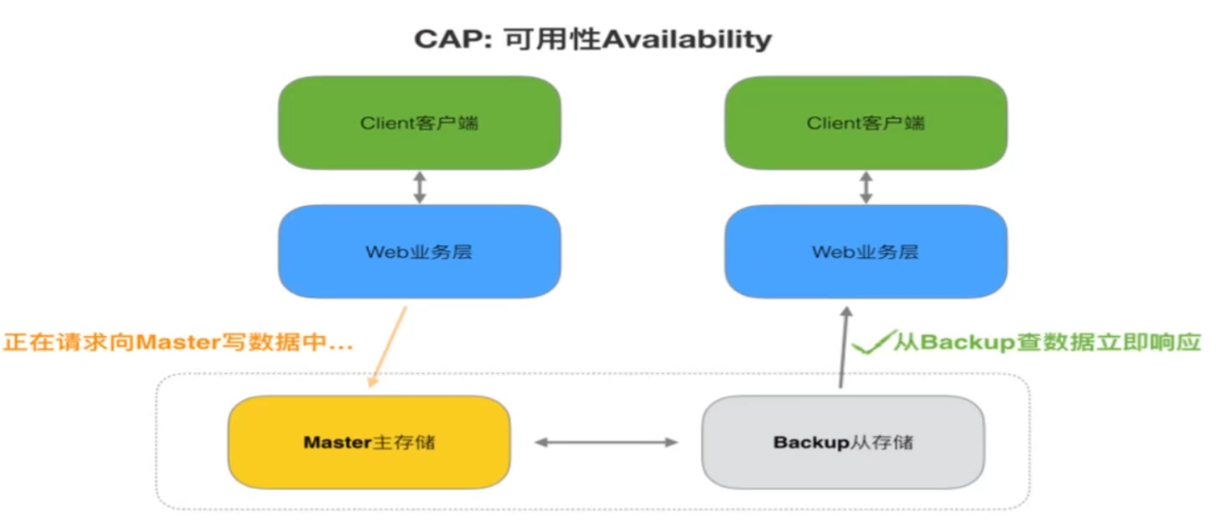 CAP: 可用性Availability
Client客户端
Client客户端
Web业务层
Web业务层
正在请求向Master写数据中...
从Backup查数据立即响应
Master主存储
Backup从存储